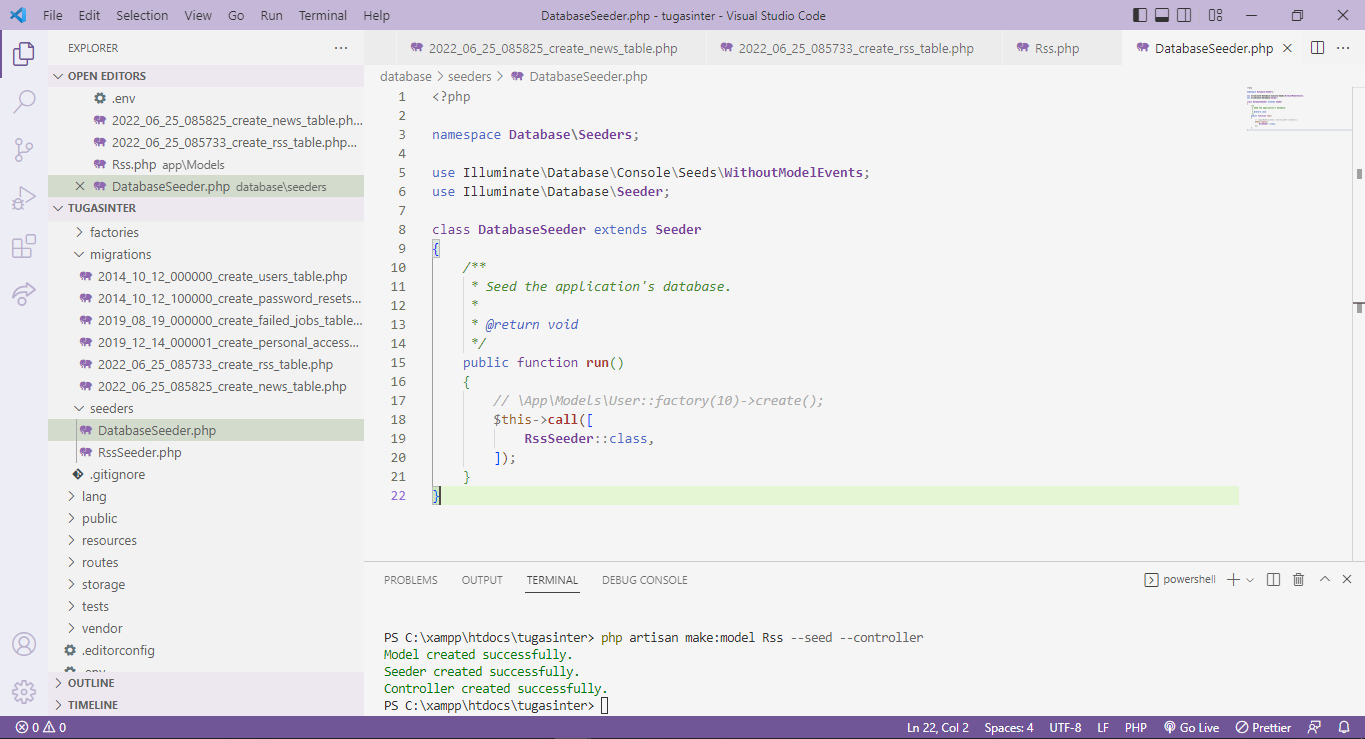 File Edit Selection View Go Run Terminal Help
DatabaseSeeder.php - tugasinter - Visual Studio Code
EXPLORER
OPEN EDITORS
.env
2022_06_25_085825_create_news_table.ph...
2022_06_25_085733_create_rss_table.php...
Rss.php app\Models
DatabaseSeeder.php database\seeders
TUGASINTER
factories
migrations
2014_10_12_000000_create_users_table.php
2014_10_12_100000_create_password_resets...
2019_08_19_000000_create_failed_jobs_table...
2019_12_14_000001_create_personal_access...
2022_06_25_085733_create_rss_table.php
2022_06_25_085825_create_news_table.php
seeders
DatabaseSeeder.php
RssSeeder.php
.gitignore
lang
public
resources
routes
storage
tests
vendor
.editorconfig
.env
OUTLINE
TIMELINE
2022_06_25_085825_create_news_table.php 2022_06_25_085733_create_rss_table.php Rss.php DatabaseSeeder.php
database > seeders > DatabaseSeeder.php
1 <?php
2
3 namespace Database\Seeders;
4
5 use Illuminate\Database\Console\Seeds\WithoutModelEvents;
6 use Illuminate\Database\Seeder;
7
8 class DatabaseSeeder extends Seeder
9 {
10 /**
11 * Seed the application's database.
12 *
13 * @return void
14 */
15 public function run()
16 {
17 // \App\Models\User::factory(10)->create();
18 $this->call([
19 RssSeeder::class,
20 ]);
21 }
22 }
PROBLEMS OUTPUT TERMINAL DEBUG CONSOLE
powershell
PS C:\xampp\htdocs\tugasinter> php artisan make:model Rss --seed --controller
Model created successfully.
Seeder created successfully.
Controller created successfully.
PS C:\xampp\htdocs\tugasinter>
0 0
Ln 22, Col 2 Spaces: 4 UTF-8 LF PHP Go Live Prettier